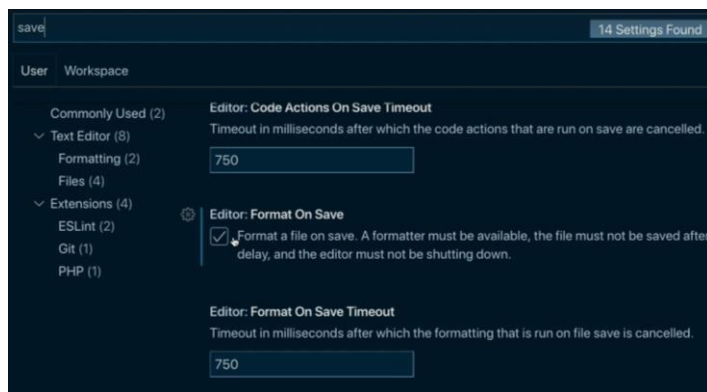 save
14 Settings Found
User Workspace
Commonly Used (2)
Text Editor (8)
Formatting (2)
Files (4)
Extensions (4)
ESLint (2)
Git (1)
PHP (1)
Editor: Code Actions On Save Timeout
Timeout in milliseconds after which the code actions that are run on save are cancelled.
750
Editor: Format On Save
Format a file on save. A formatter must be available, the file must not be saved after
delay, and the editor must not be shutting down.
Editor: Format On Save Timeout
Timeout in milliseconds after which the formatting that is run on file save is cancelled.
750